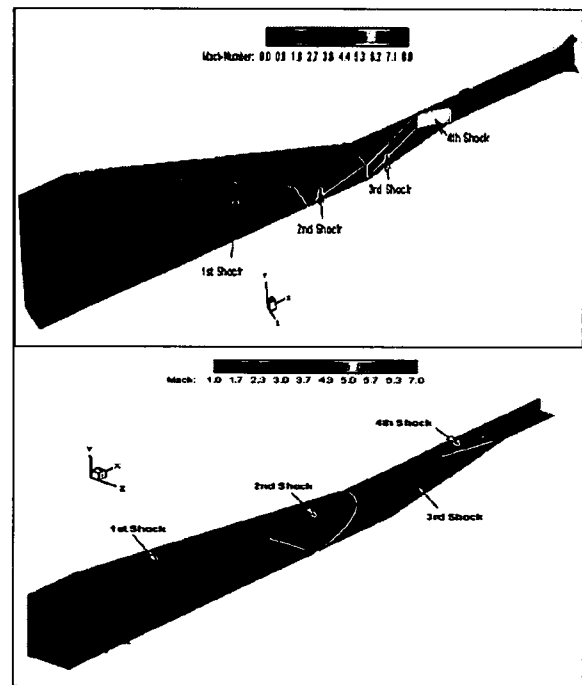 Mach-Number: 0.0 0.9 1.8 2.7 3.6 4.4 5.3 6.2 7.1 8.0
4th Shock
3rd Shock
2nd Shock
1st Shock
Y
X
Mach: 1.0 1.7 2.3 3.0 3.7 4.3 5.0 5.7 6.3 7.0
4th Shock
Y
X
Z
2nd Shock
1st Shock
3rd Shock